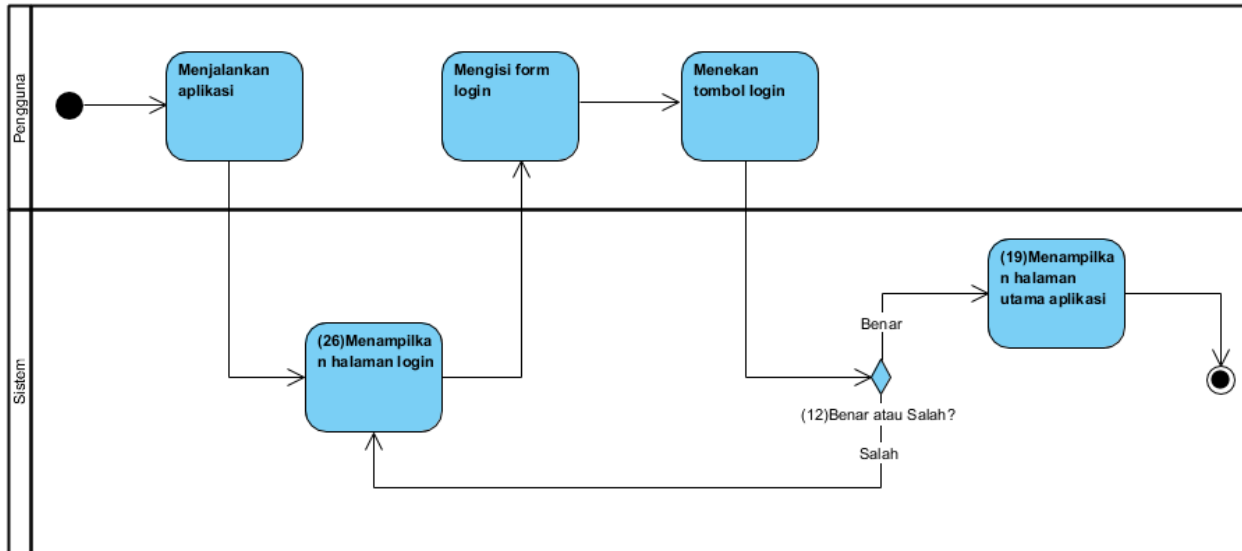 Pengguna
Menjalankan
aplikasi
Mengisi form
login
Menekan
tombol login
Sistem
(26)Menampilka
n halaman login
(12)Benar atau Salah?
Benar
Salah
(19)Menampilka
n halaman
utama aplikasi